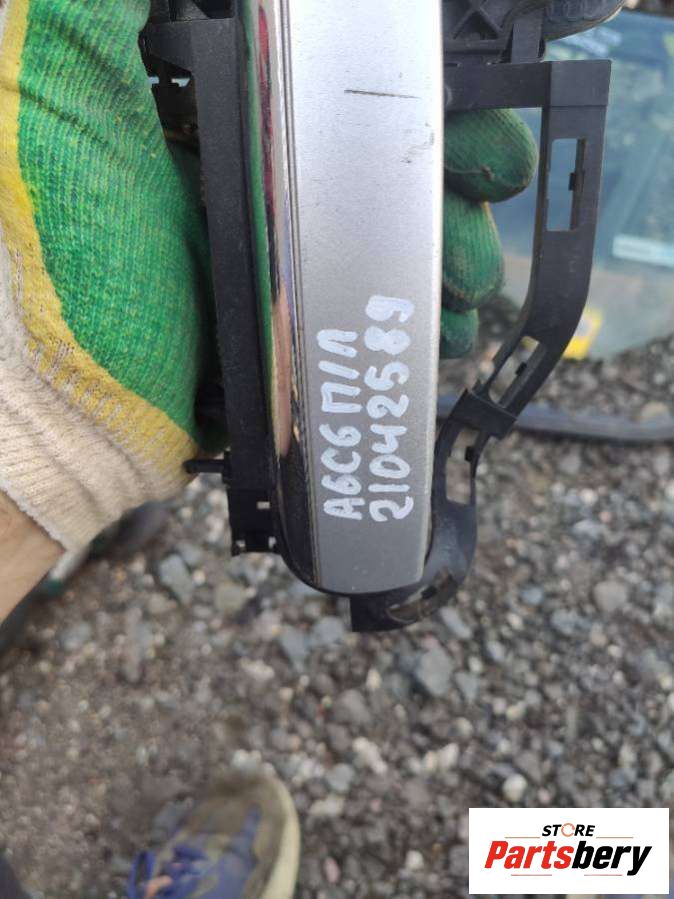 A6C6 П/Л
21042589
STORE
Partsbery